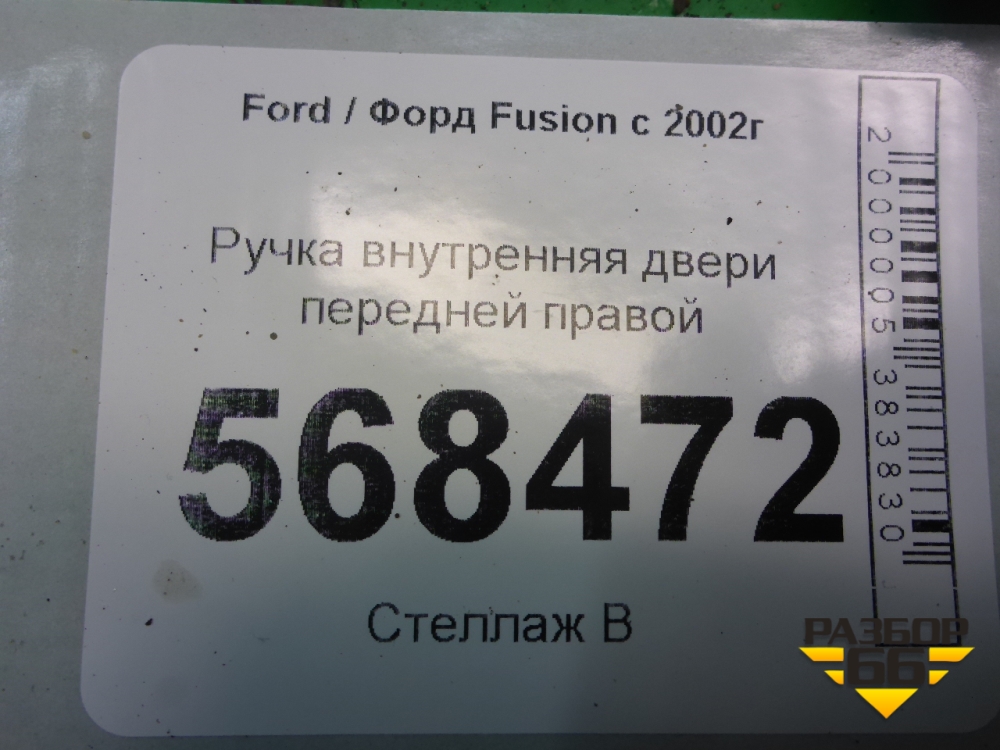 Ford / Форд Fusion с 2002г
Ручка внутренняя двери
передней правой
568472
Стеллаж В
2000005383830
РАЗБОР
66